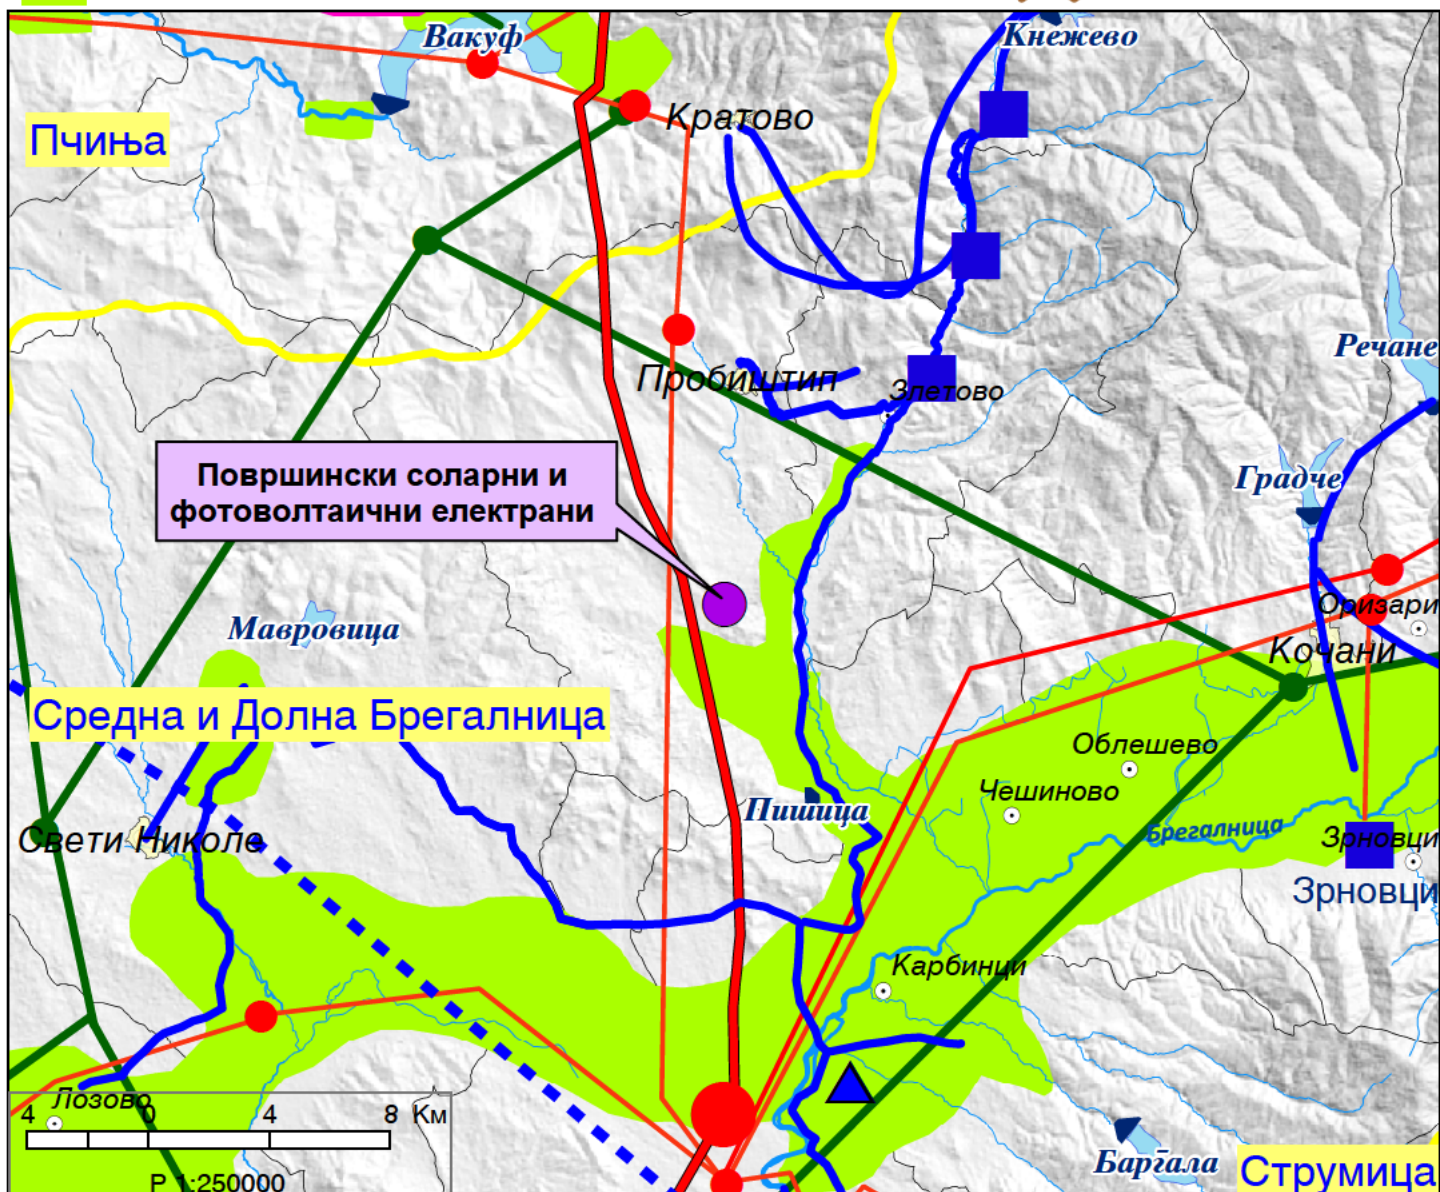 Вакуф
Кнежево
Кратово
Пчиња
Речане
Пробиштип
Злетово
Површински соларни и
фотоволтаични електрани
Градче
Мавровица
Оризари
Кочани
Средна и Долна Брегалница
Облешево
Чешиново
Пишица
Брегалница
Свети Николе
Зрновци
Зрновци
Карбинци
Лозово
4 0 4 8 Км
Баргала
Струмица
Р 1:250000